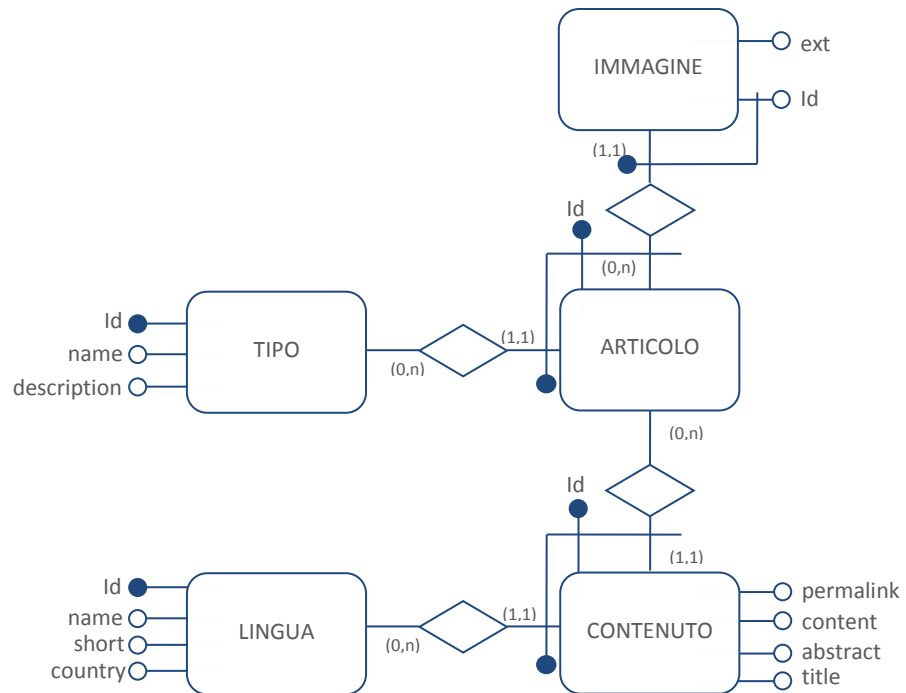 ext
IMMAGINE
Id
(1,1)
Id
(0,n)
Id
name
description
TIPO
(0,n)
(1,1)
ARTICOLO
(0,n)
Id
(1,1)
Id
name
short
country
LINGUA
(0,n)
(1,1)
CONTENUTO
permalink
content
abstract
title